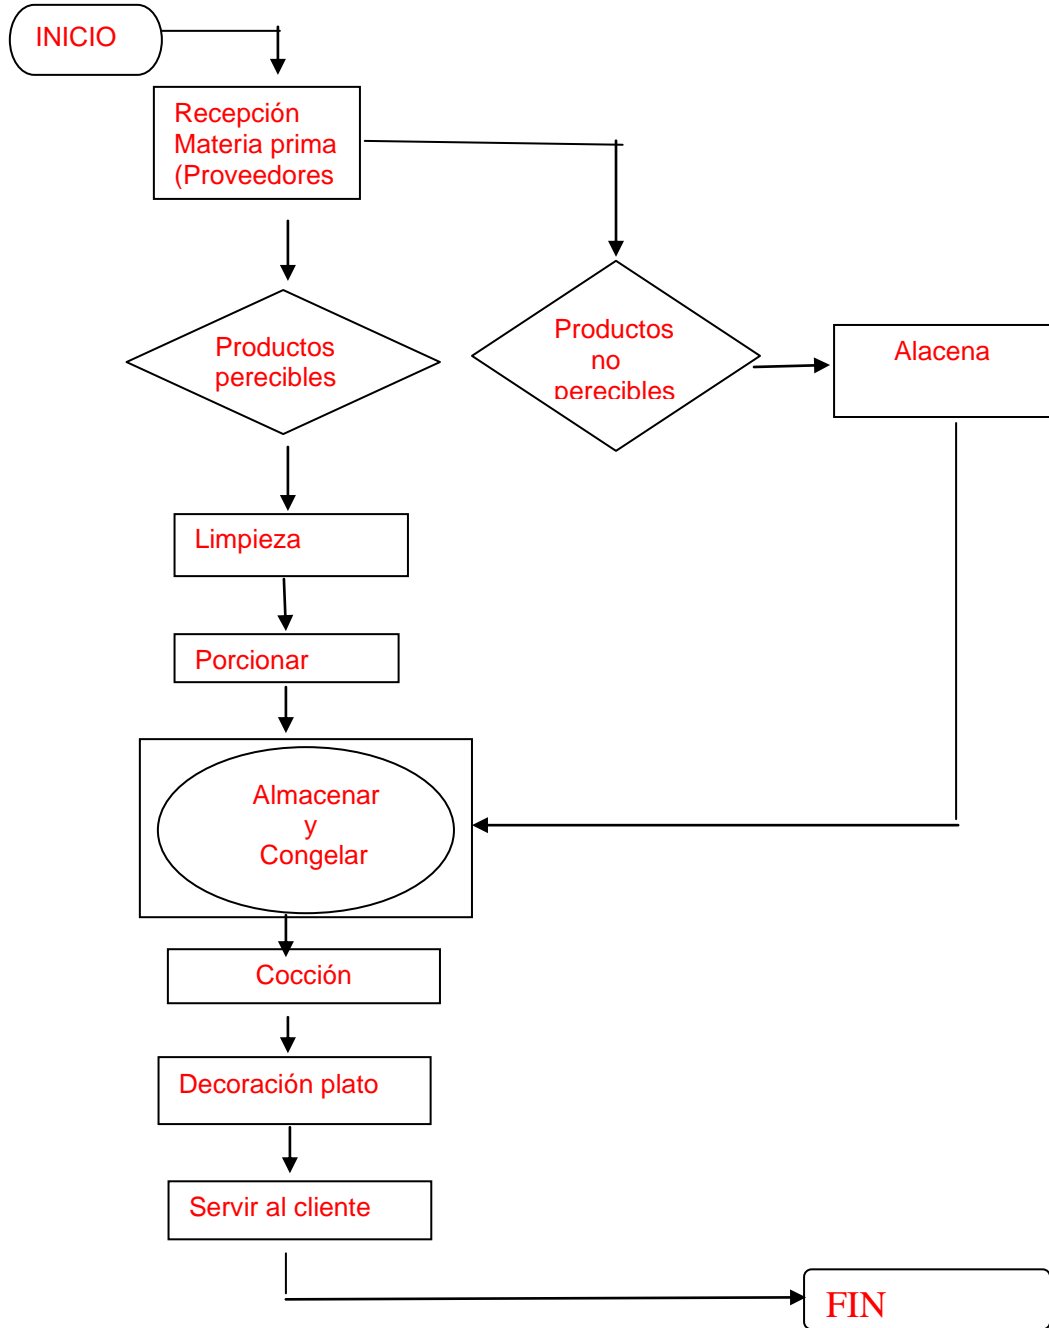 INICIO
Recepción
Materia prima
(Proveedores
Productos
perecibles
Productos
no
perecibles
Alacena
Limpieza
Porcionar
Almacenar
y
Congelar
Cocción
Decoración plato
Servir al cliente
FIN